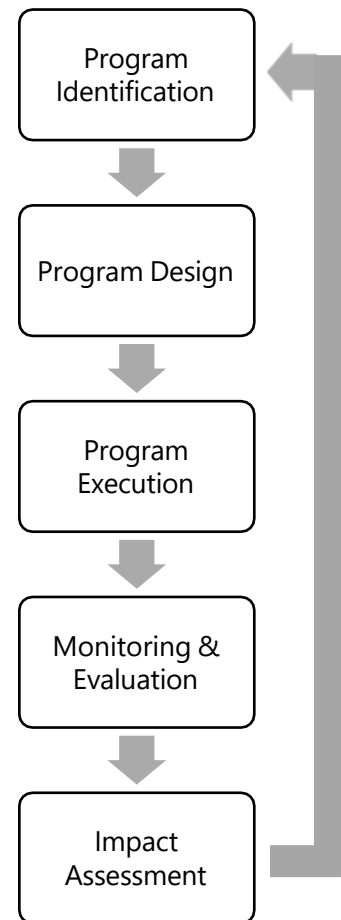 Program
Identification
Program Design
Program
Execution
Monitoring &
Evaluation
Impact
Assessment